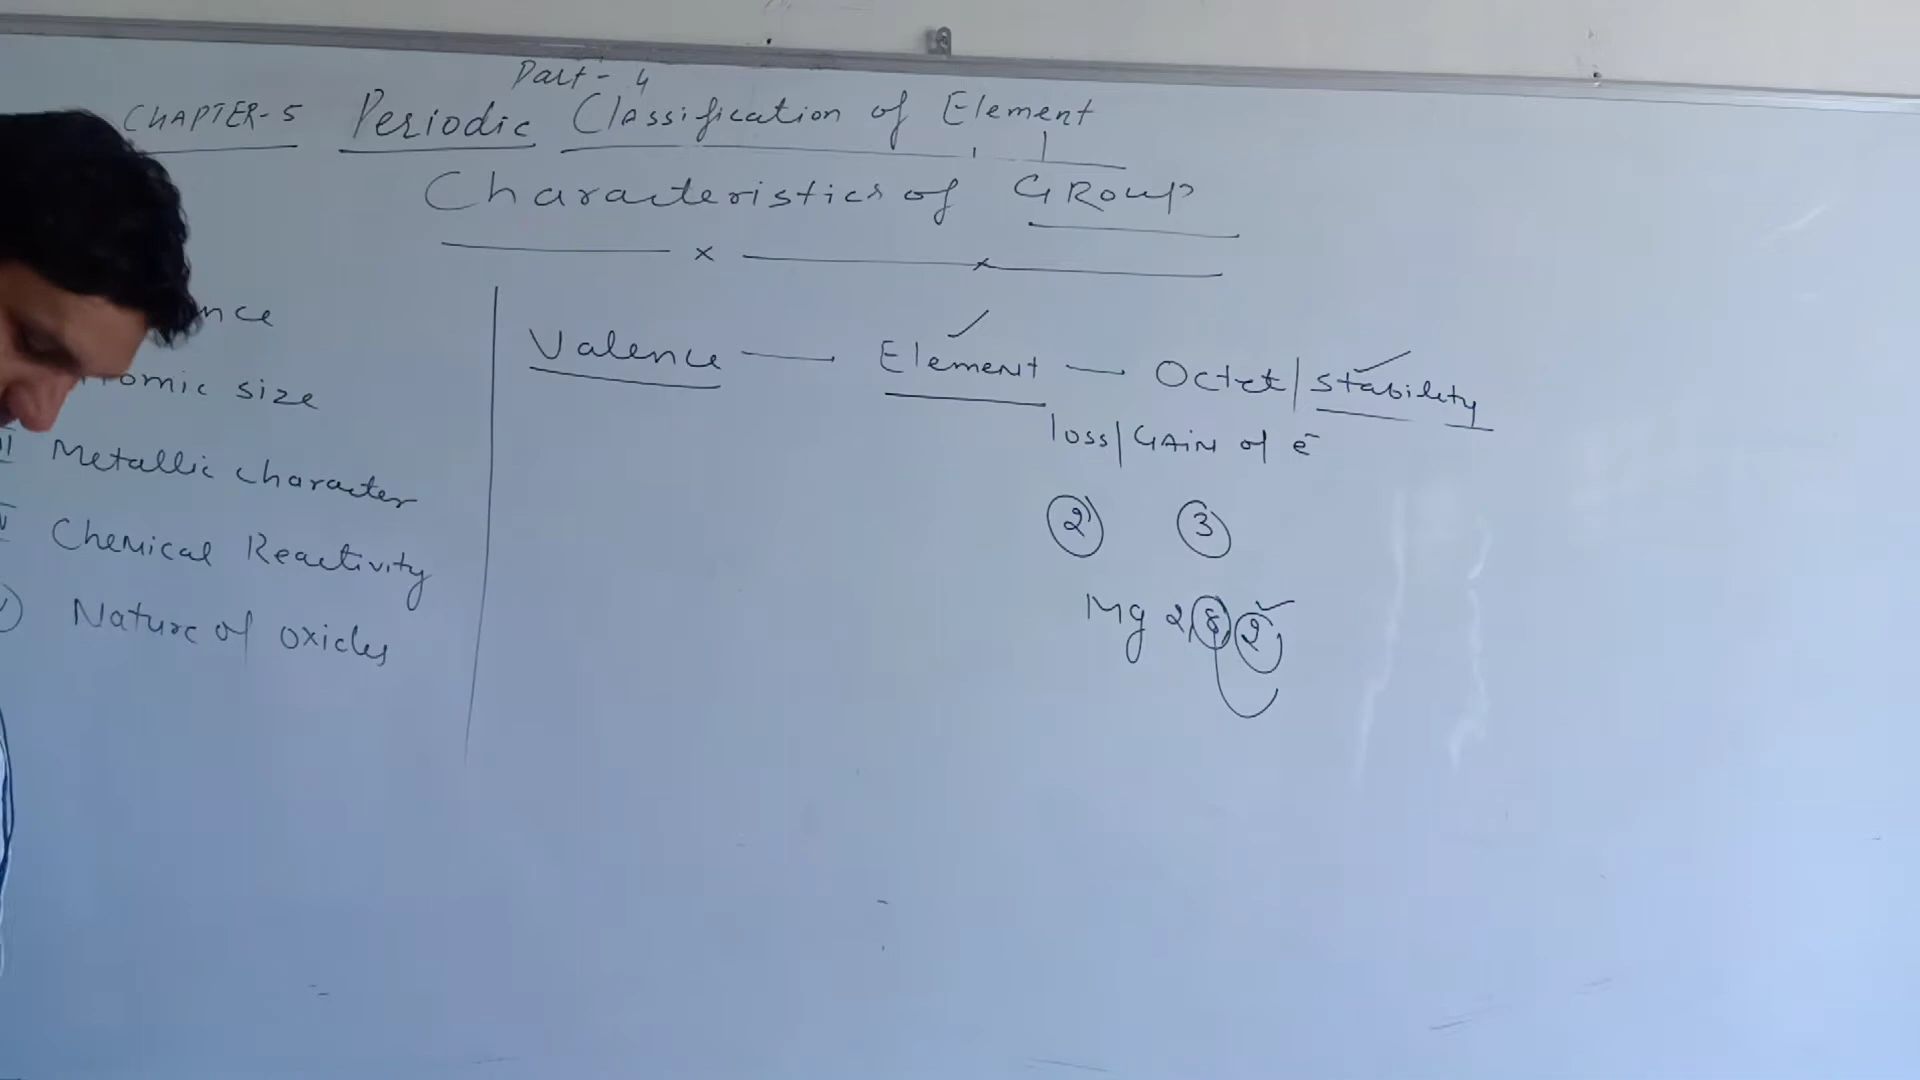 Part - 4
CHAPTER-5 Periodic Classification of Element
Characteristics of GROUP
nce
omic size
Metallic character
Chemical Reactivity
Nature of oxides
Valence — Element — Octet/stability
loss/GAIN of e-
2 3
Mg 2,8,2